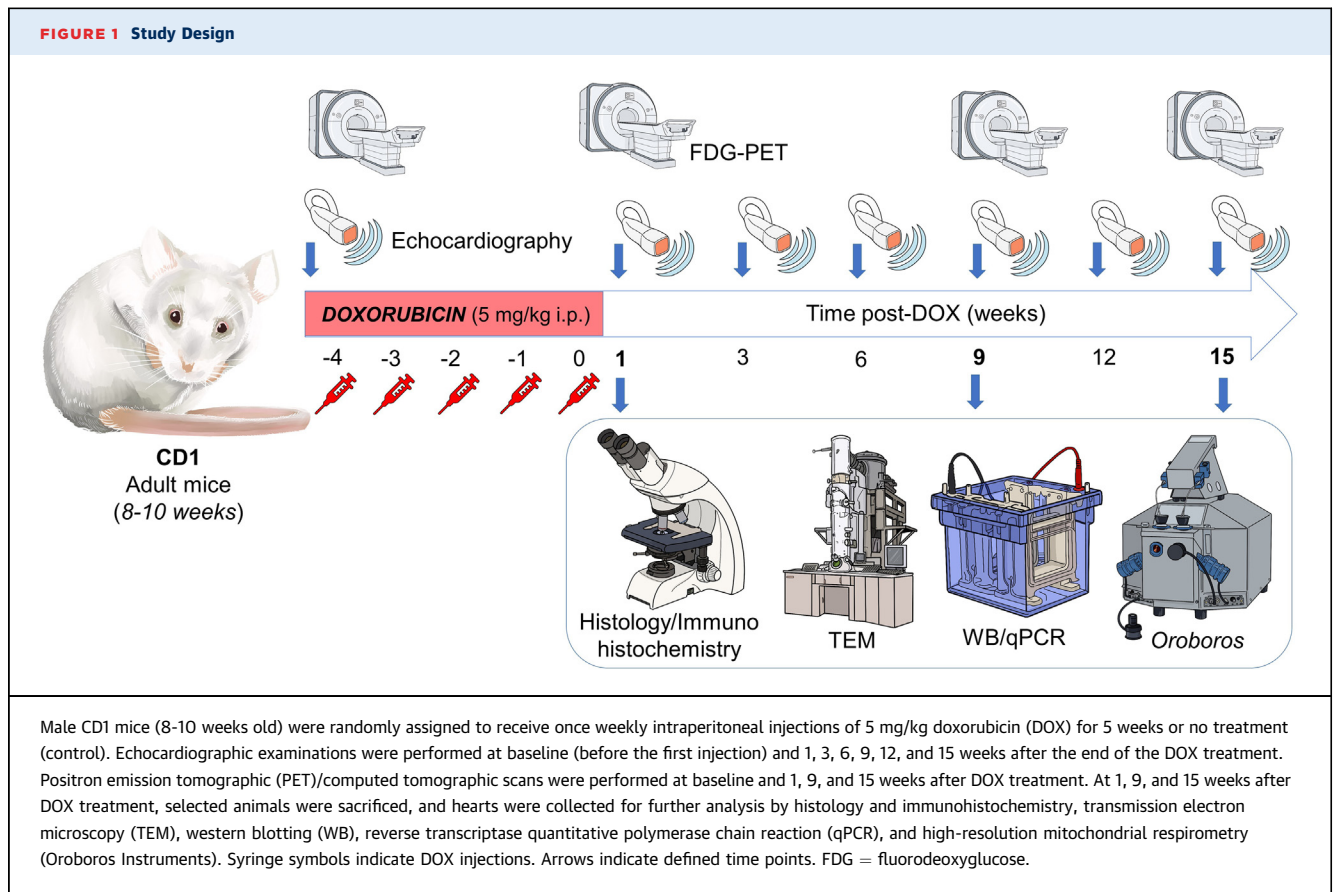 FIGURE 1 Study Design
FDG-PET
Echocardiography
DOXORUBICIN (5 mg/kg i.p.)
Time post-DOX (weeks)
-4 -3 -2 -1 0 1 3 6 9 12 15
CD1
Adult mice
(8-10 weeks)
Histology/Immuno
histochemistry
TEM
WB/qPCR
Oroboros
Male CD1 mice (8-10 weeks old) were randomly assigned to receive once weekly intraperitoneal injections of 5 mg/kg doxorubicin (DOX) for 5 weeks or no treatment
(control). Echocardiographic examinations were performed at baseline (before the first injection) and 1, 3, 6, 9, 12, and 15 weeks after the end of the DOX treatment.
Positron emission tomographic (PET)/computed tomographic scans were performed at baseline and 1, 9, and 15 weeks after DOX treatment. At 1, 9, and 15 weeks after
DOX treatment, selected animals were sacrificed, and hearts were collected for further analysis by histology and immunohistochemistry, transmission electron
microscopy (TEM), western blotting (WB), reverse transcriptase quantitative polymerase chain reaction (qPCR), and high-resolution mitochondrial respirometry
(Oroboros Instruments). Syringe symbols indicate DOX injections. Arrows indicate defined time points. FDG = fluorodeoxyglucose.